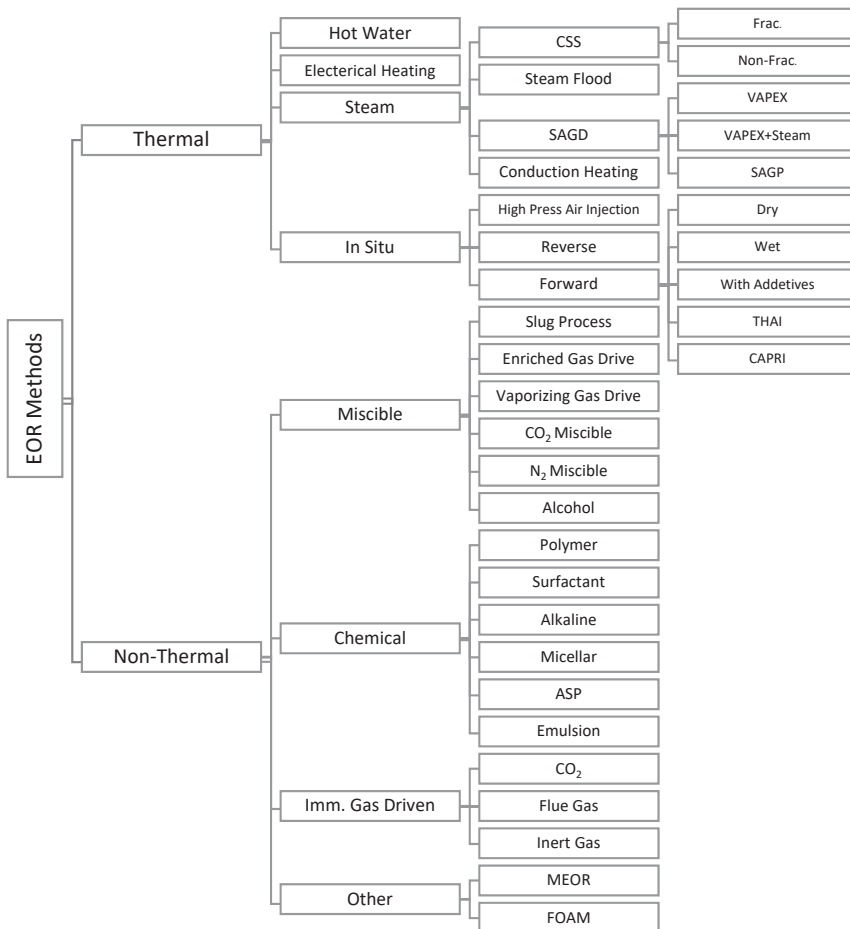 EOR Methods
Thermal
Hot Water
Electerical Heating
Steam
CSS
Frac.
Non-Frac.
Steam Flood
SAGD
VAPEX
VAPEX+Steam
SAGP
Conduction Heating
In Situ
High Press Air Injection
Reverse
Forward
Dry
Wet
With Addetives
THAI
CAPRI
Non-Thermal
Miscible
Slug Process
Enriched Gas Drive
Vaporizing Gas Drive
CO₂ Miscible
N₂ Miscible
Alcohol
Chemical
Polymer
Surfactant
Alkaline
Micellar
ASP
Emulsion
Imm. Gas Driven
CO₂
Flue Gas
Inert Gas
Other
MEOR
FOAM